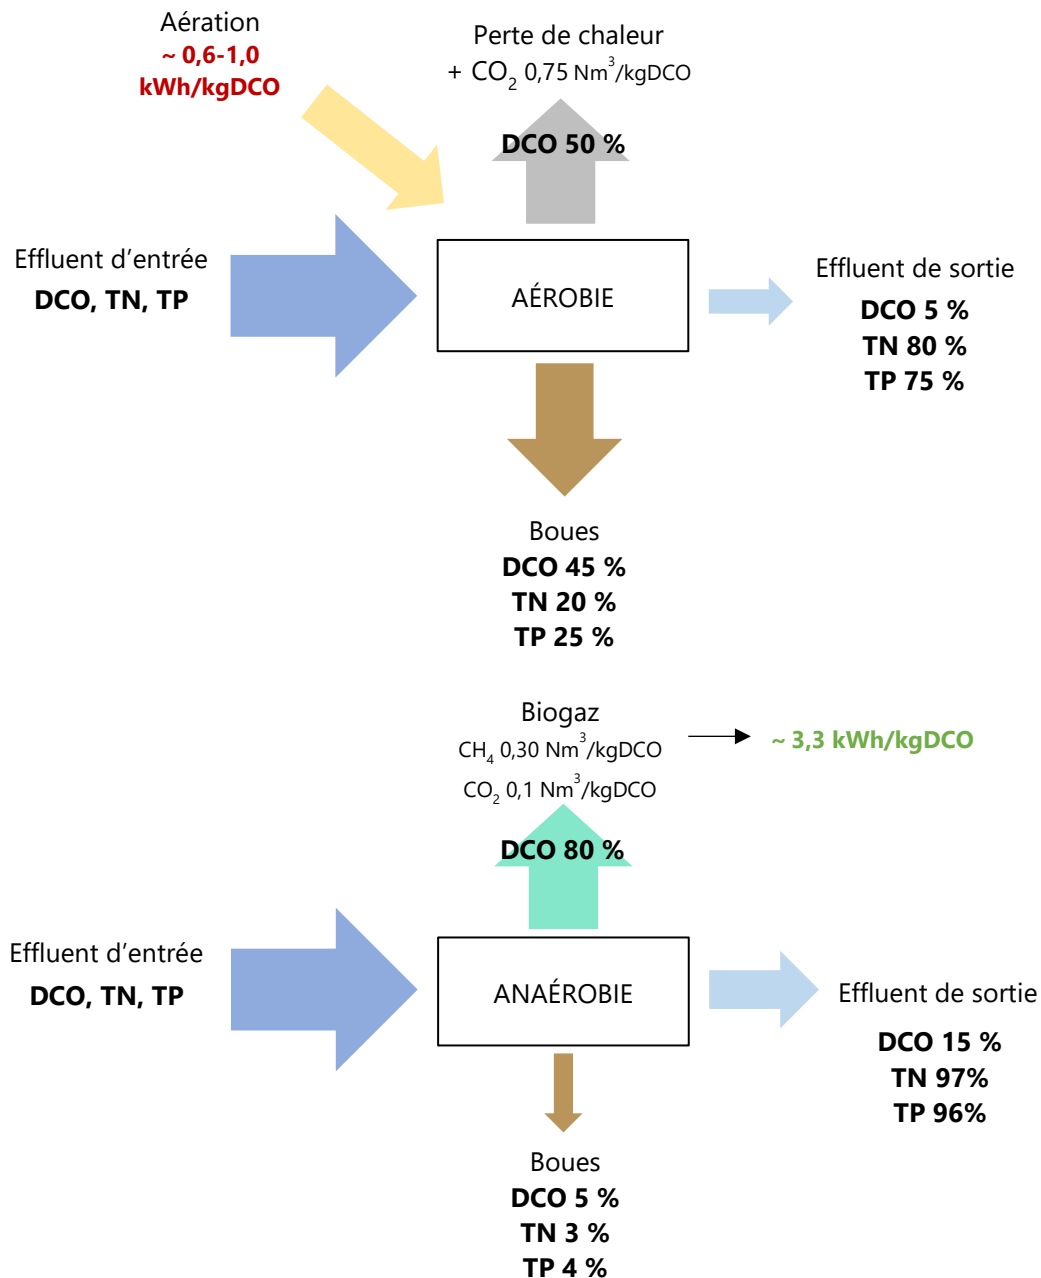 Aération
~ 0,6-1,0
kWh/kgDCO
Perte de chaleur
+ CO2 0,75 Nm3/kgDCO
DCO 50 %
Effluent d’entrée
DCO, TN, TP
AÉROBIE
Effluent de sortie
DCO 5 %
TN 80 %
TP 75 %
Boues
DCO 45 %
TN 20 %
TP 25 %
Biogaz
CH4 0,30 Nm3/kgDCO
CO2 0,1 Nm3/kgDCO
~ 3,3 kWh/kgDCO
DCO 80 %
Effluent d’entrée
DCO, TN, TP
ANAÉROBIE
Effluent de sortie
DCO 15 %
TN 97%
TP 96%
Boues
DCO 5 %
TN 3 %
TP 4 %